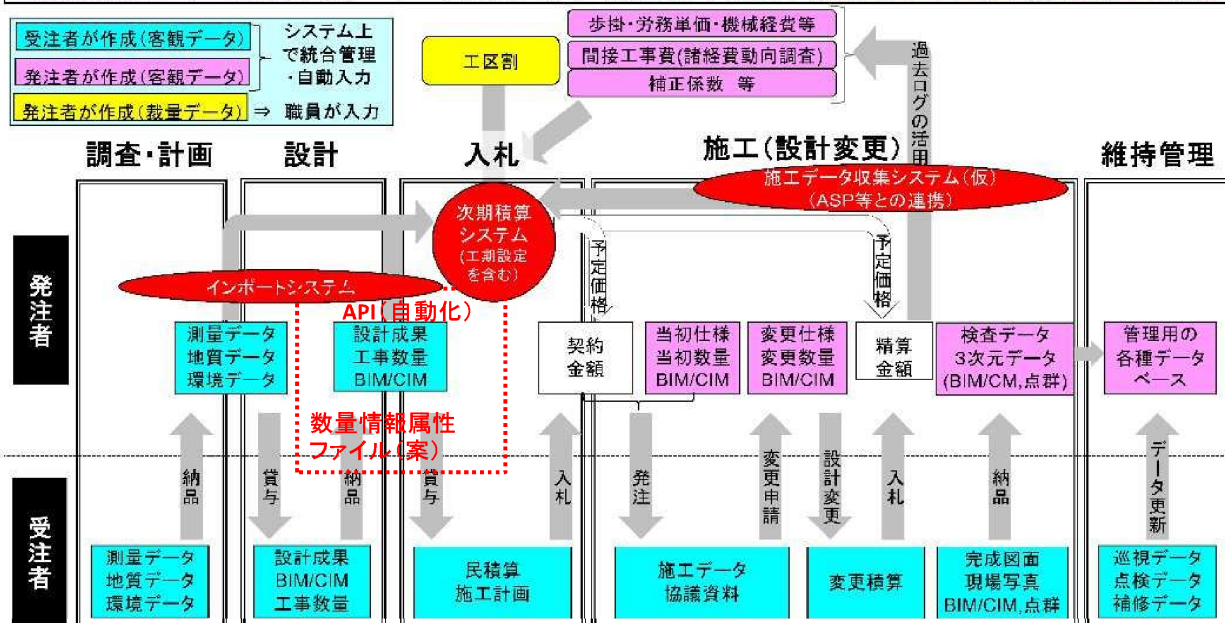 受注者が作成(客観データ)
発注者が作成(客観データ)
発注者が作成(裁量データ)
システム上
で統合管理
・自動入力
⇒ 職員が入力
工区割
歩掛・労務単価・機械経費等
間接工事費(諸経費動向調査)
補正係数 等
過去ログの活用
調査・計画
設計
入札
施工(設計変更)
維持管理
発注者
受注者
次期積算
システム
(工期設定
を含む)
施工データ収集システム(仮)
(ASP等との連携)
インポートシステム
API(自動化)
数量情報属性
ファイル(案)
予定価格
予定価格
測量データ
地質データ
環境データ
設計成果
工事数量
BIM/CIM
契約
金額
当初仕様
当初数量
BIM/CIM
変更仕様
変更数量
BIM/CIM
精算
金額
検査データ
3次元データ
(BIM/CM,点群)
管理用の
各種データ
ベース
納品
貸与
納品
貸与
入札
発注
変更申請
設計変更
入札
納品
データ更新
測量データ
地質データ
環境データ
設計成果
BIM/CIM
工事数量
民積算
施工計画
施工データ
協議資料
変更積算
完成図面
現場写真
BIM/CIM,点群
巡視データ
点検データ
補修データ